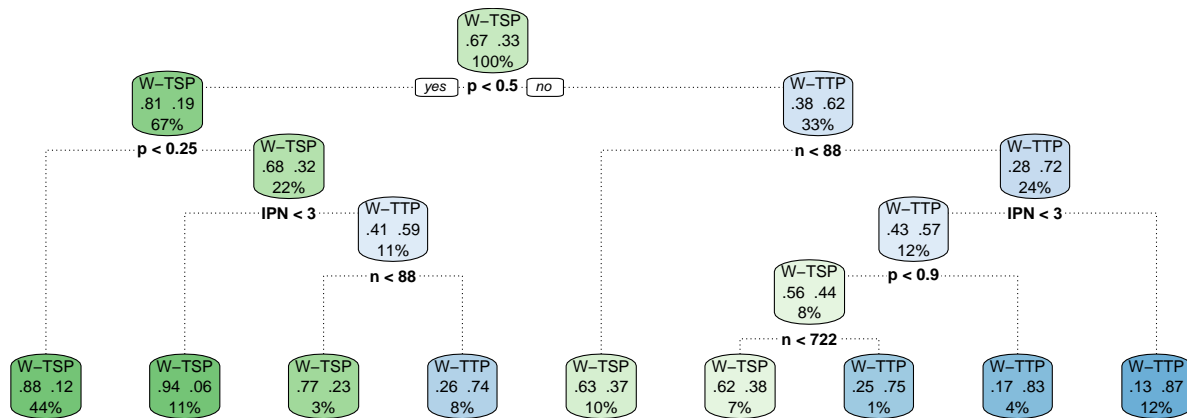 W−TSP
.67 .33
100%
yes
p < 0.5
no
W−TSP
.81 .19
67%
p < 0.25
W−TTP
.38 .62
33%
n < 88
W−TSP
.68 .32
22%
IPN < 3
W−TTP
.28 .72
24%
IPN < 3
W−TTP
.41 .59
11%
n < 88
W−TTP
.43 .57
12%
p < 0.9
W−TSP
.56 .44
8%
n < 722
W−TSP
.88 .12
44%
W−TSP
.94 .06
11%
W−TSP
.77 .23
3%
W−TTP
.26 .74
8%
W−TSP
.63 .37
10%
W−TSP
.62 .38
7%
W−TTP
.25 .75
1%
W−TTP
.17 .83
4%
W−TTP
.13 .87
12%